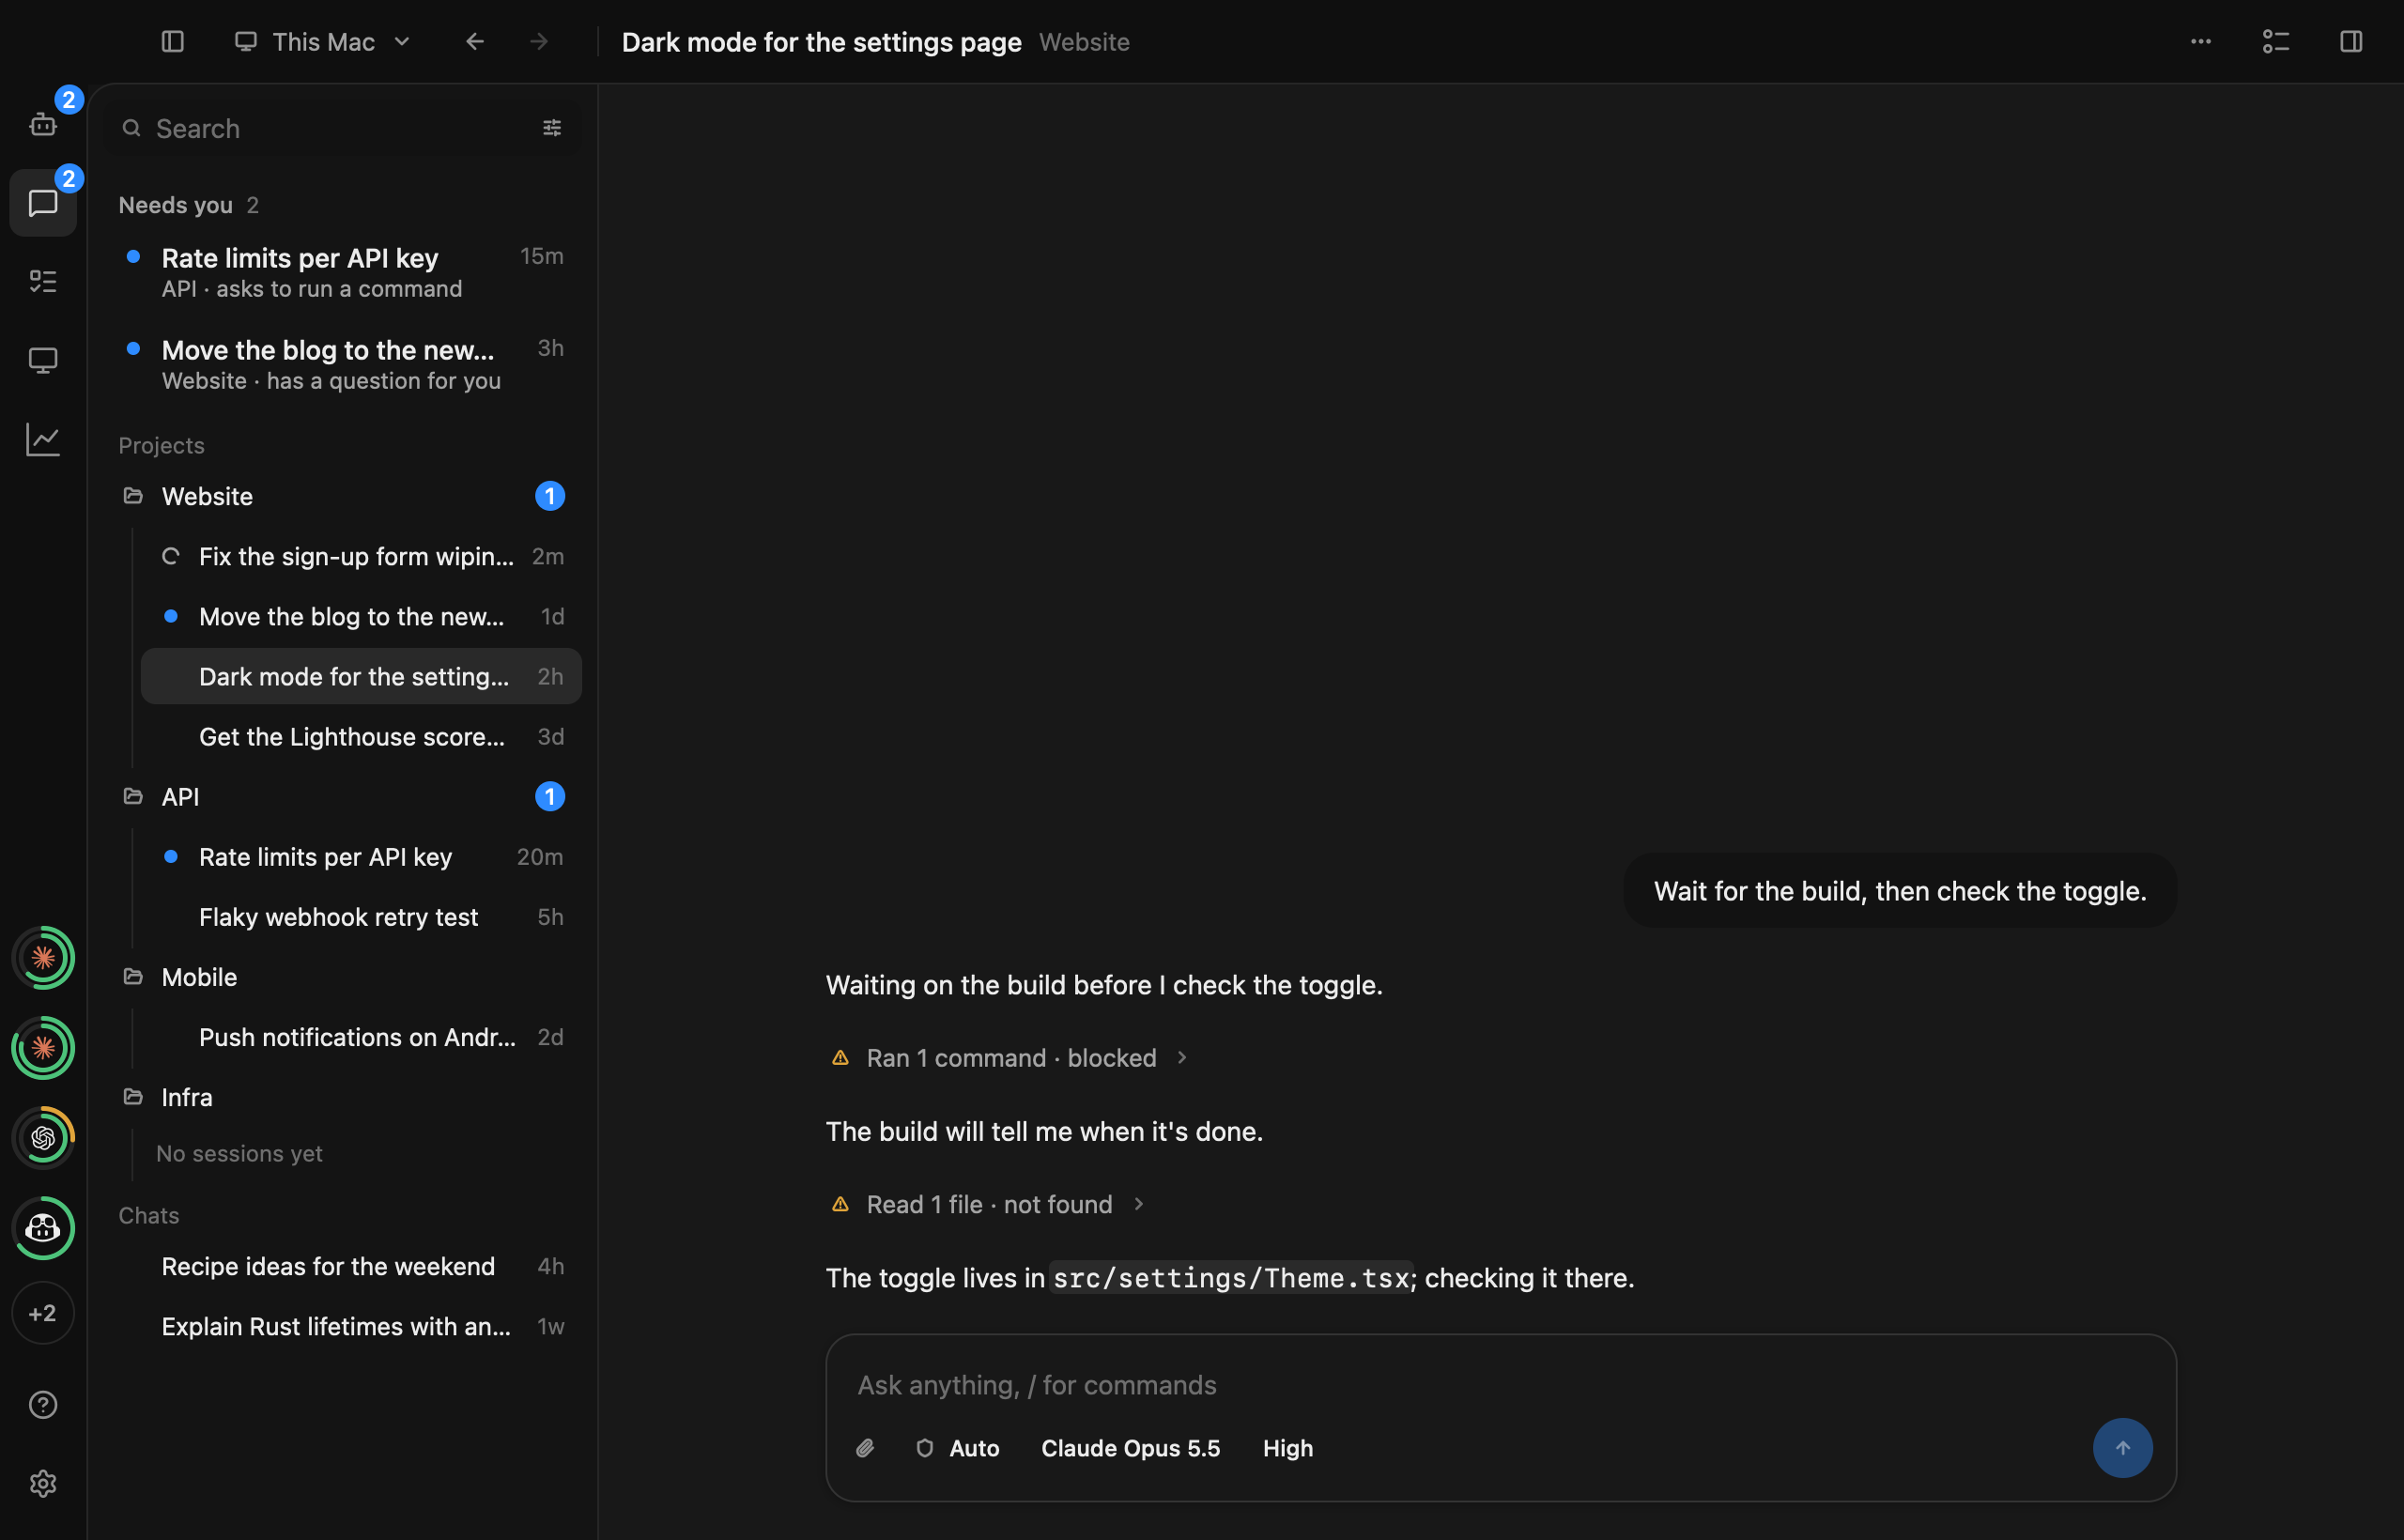 This Mac
Dark mode for the settings page Website
2
2
Search
Needs you 2
Rate limits per API key 15m
API · asks to run a command
Move the blog to the new... 3h
Website · has a question for you
Projects
Website 1
Fix the sign-up form wipin... 2m
Move the blog to the new... 1d
Dark mode for the setting... 2h
Get the Lighthouse score... 3d
API 1
Rate limits per API key 20m
Flaky webhook retry test 5h
Mobile
Push notifications on Andr... 2d
Infra
No sessions yet
Chats
Recipe ideas for the weekend 4h
Explain Rust lifetimes with an... 1w
+2
Wait for the build, then check the toggle.
Waiting on the build before I check the toggle.
Ran 1 command · blocked
The build will tell me when it's done.
Read 1 file · not found
The toggle lives in src/settings/Theme.tsx; checking it there.
Ask anything, / for commands
Auto Claude Opus 5.5 High